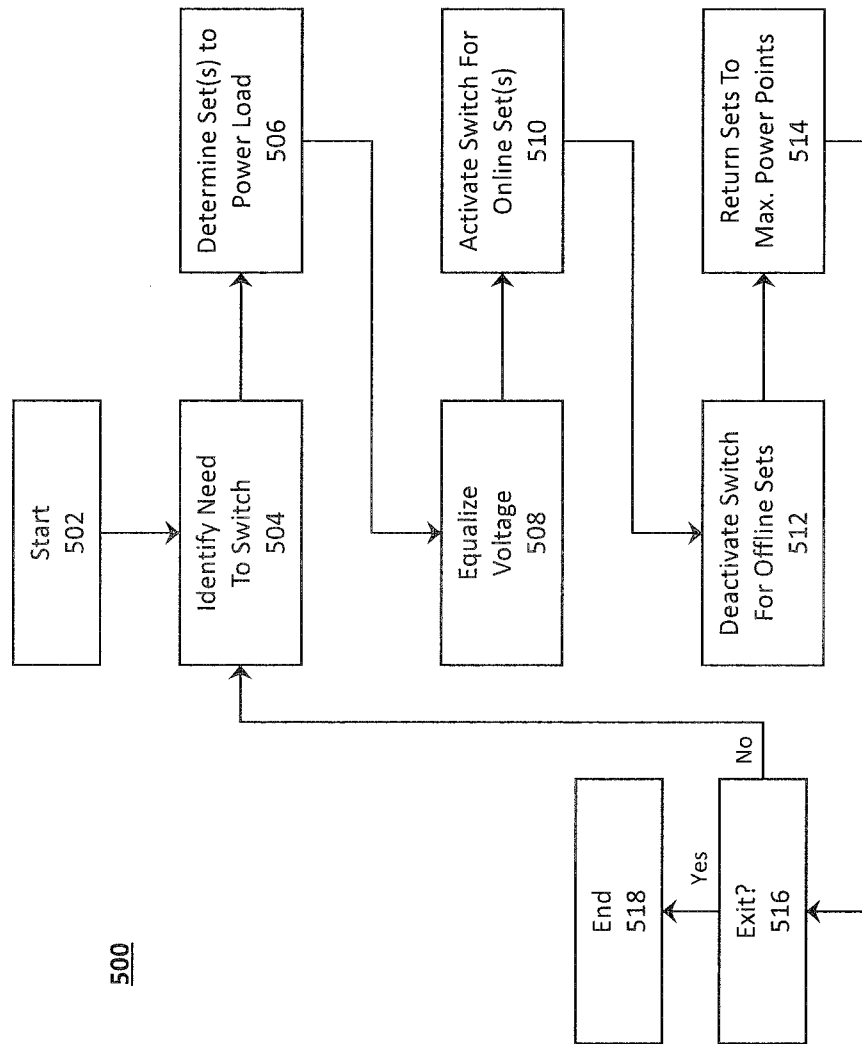 500
Start
502
Identify Need
To Switch
504
Determine Set(s) to
Power Load
506
Equalize
Voltage
508
Activate Switch For
Online Set(s)
510
Deactivate Switch
For Offline Sets
512
Return Sets To
Max. Power Points
514
Exit?
516
No
Yes
End
518